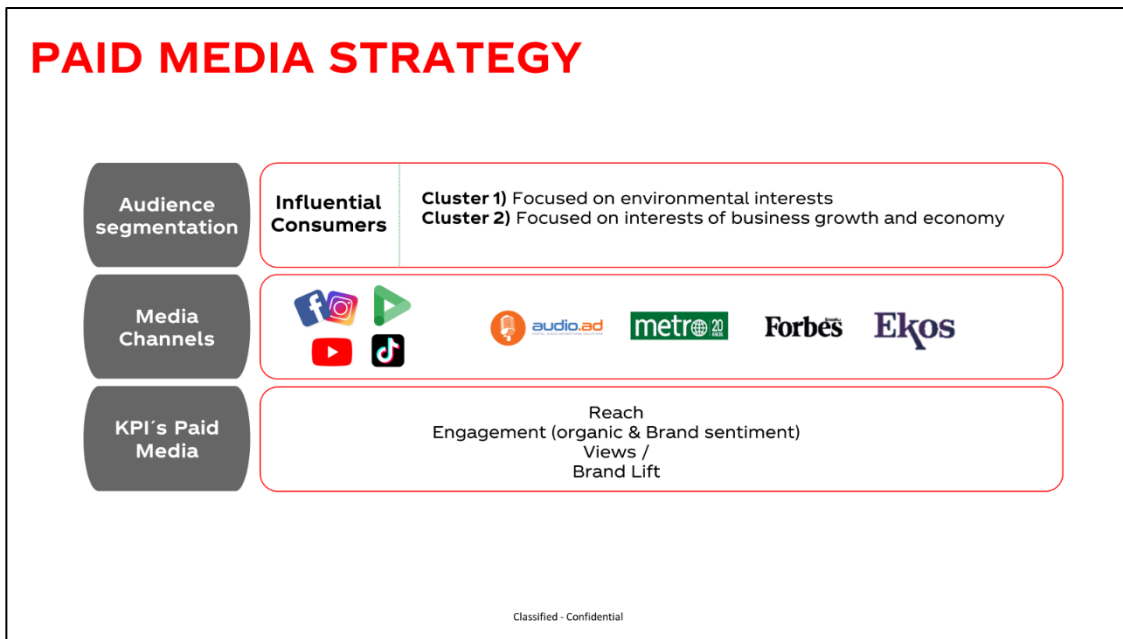 PAID MEDIA STRATEGY
Audience
segmentation
Influential
Consumers
Cluster 1) Focused on environmental interests
Cluster 2) Focused on interests of business growth and economy
Media
Channels
audio.ad
metro 20
Forbes
Ekos
KPI´s Paid
Media
Reach
Engagement (organic & Brand sentiment)
Views /
Brand Lift
Classified - Confidential